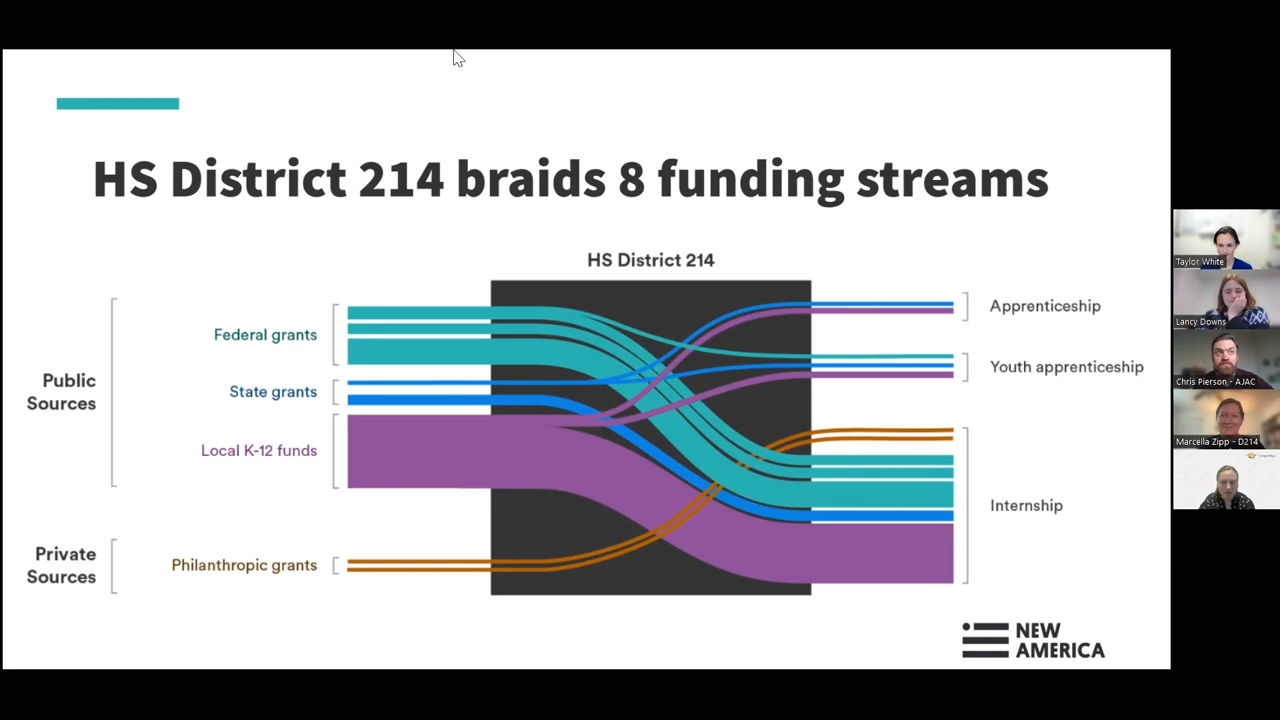 HS District 214 braids 8 funding streams
HS District 214
Public
Sources
Federal grants
State grants
Local K-12 funds
Private
Sources
Philanthropic grants
Apprenticeship
Youth apprenticeship
Internship
NEW
AMERICA
Taylor White
Lancy Downs
Chris Pierson - AJAC
Marcella Zipp - D214